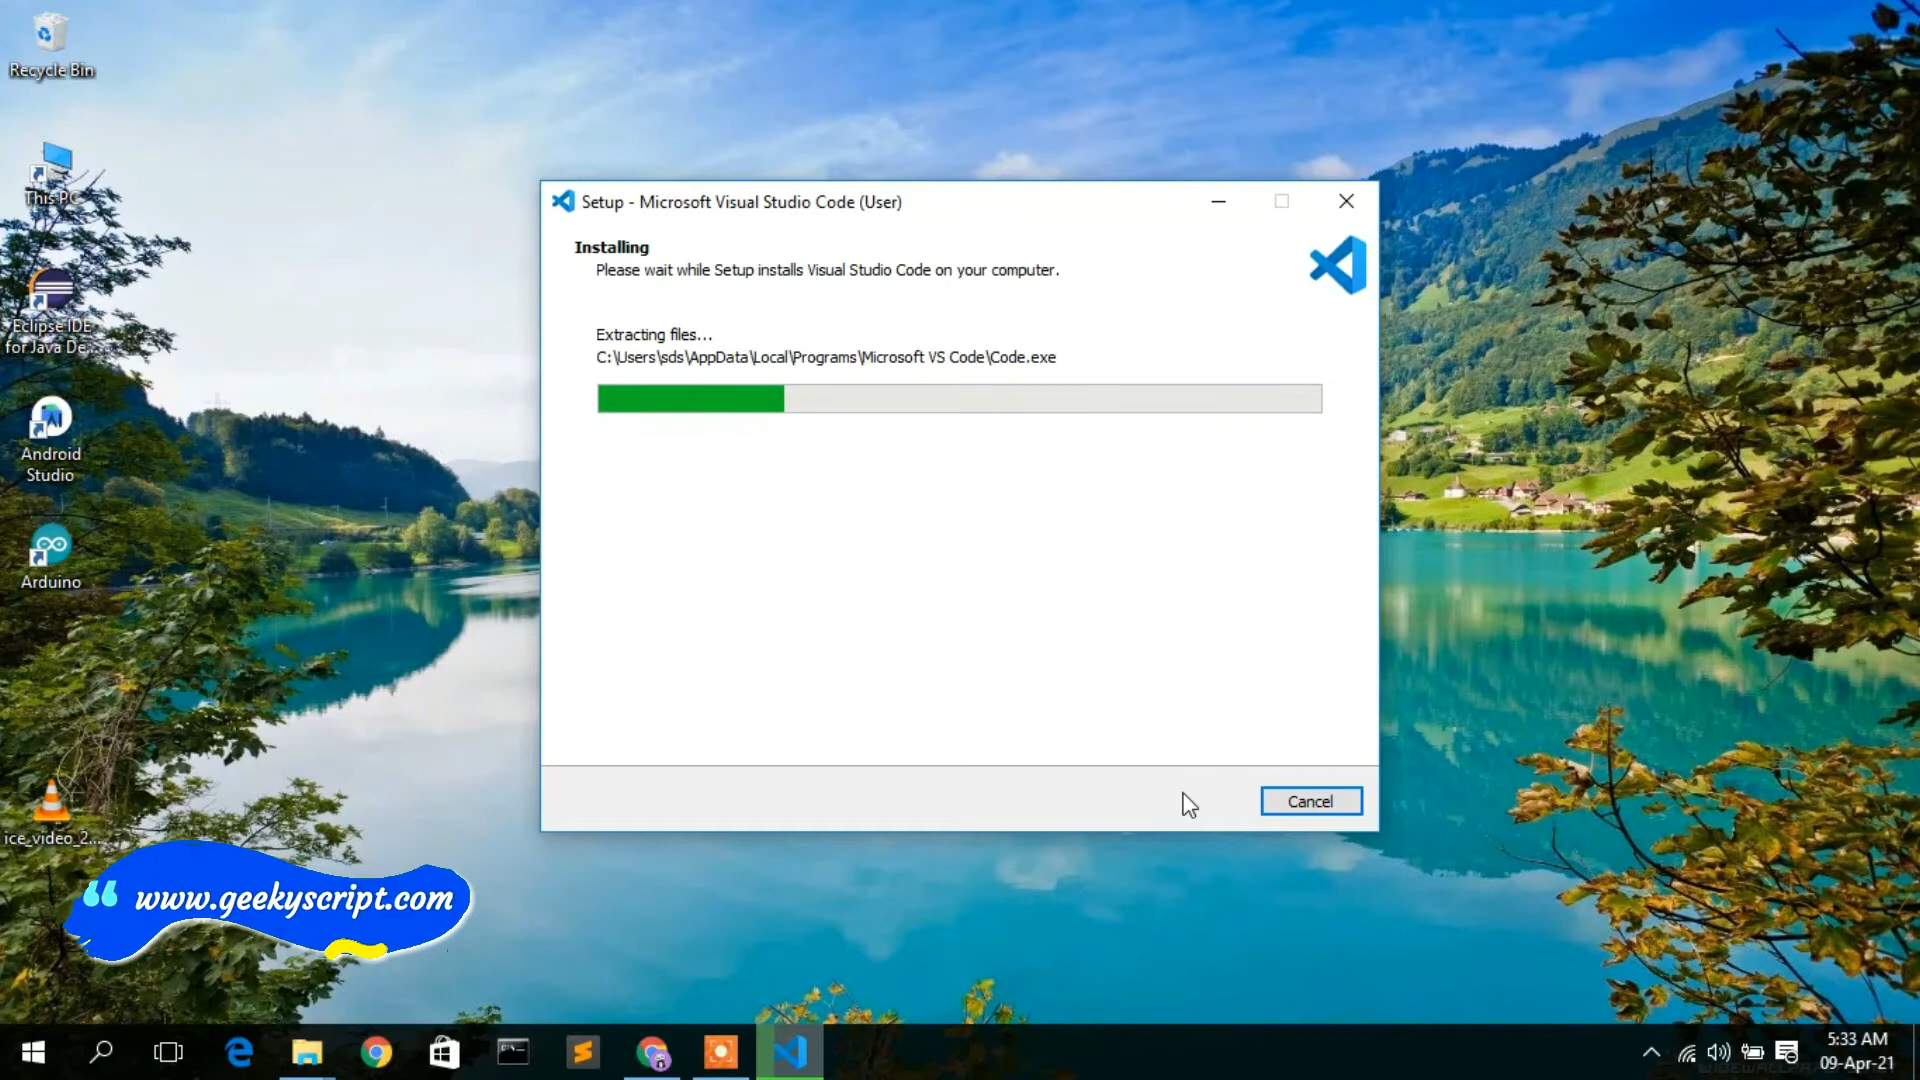 Recycle Bin
This PC
Eclipse IDE
for Java De...
Android
Studio
Arduino
ice_video_2...
Setup - Microsoft Visual Studio Code (User)
Installing
Please wait while Setup installs Visual Studio Code on your computer.
Extracting files...
C:\Users\sds\AppData\Local\Programs\Microsoft VS Code\Code.exe
Cancel
www.geekyscript.com
5:33 AM
09-Apr-21